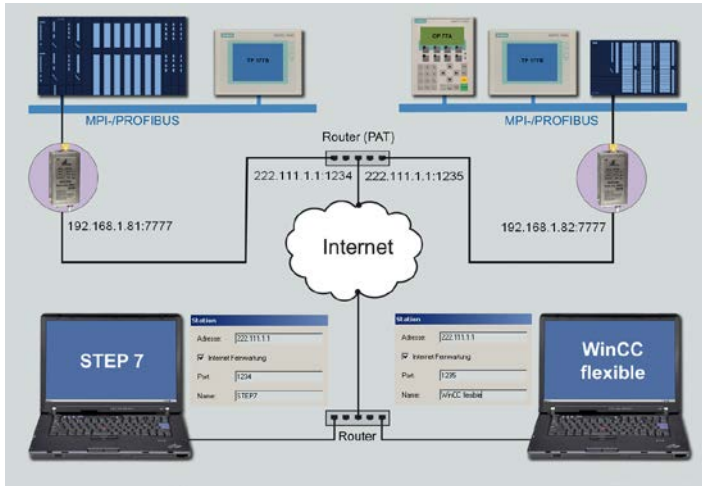 OP 77A
TP 177B
TP 177B
MPI-/PROFIBUS
MPI-/PROFIBUS
Router (PAT)
222.111.1.1:1234
222.111.1.1:1235
192.168.1.81:7777
192.168.1.82:7777
Internet
Station
Adresse:
222.111.1.1
Internet Fernwartung
Port:
1234
Name:
STEP7
Station
Adresse:
222.111.1.1
Internet Fernwartung
Port:
1235
Name:
WinCC flexible
STEP 7
WinCC
flexible
Router